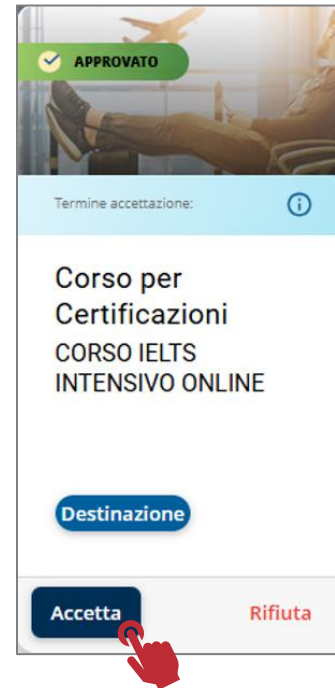 APPROVATO
Termine accettazione:
Corso per
Certificazioni
CORSO IELTS
INTENSIVO ONLINE
Destinazione
Accetta
Rifiuta